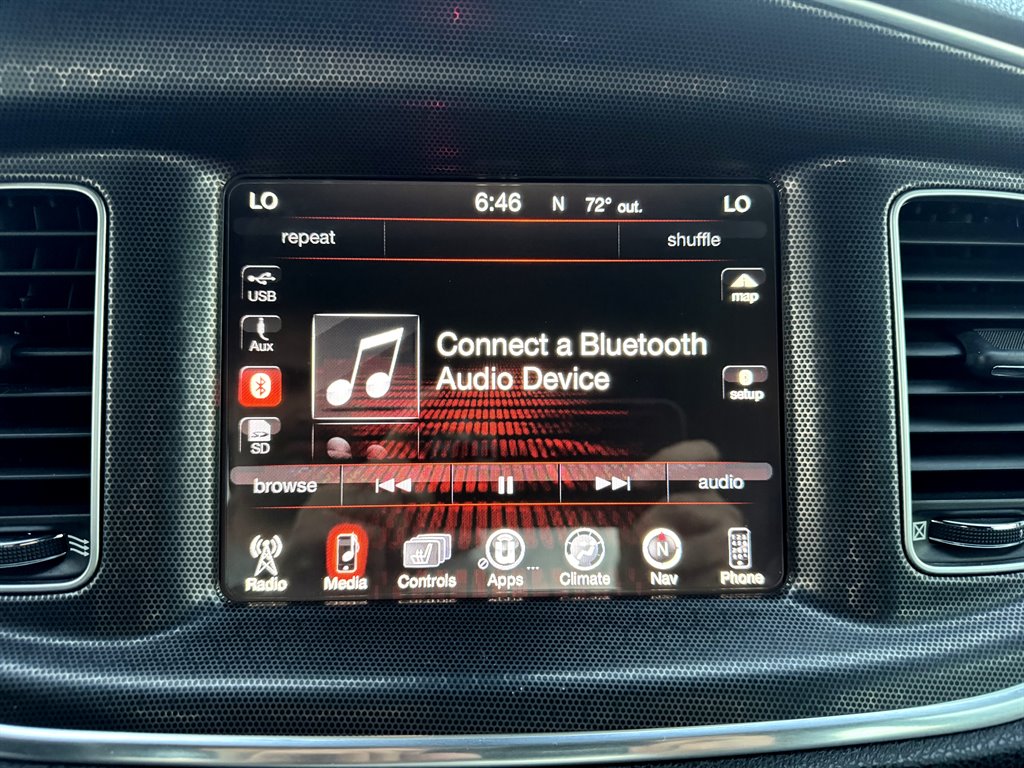 LO 6:46 N 72° out. LO
repeat shuffle
USB map
Aux
Connect a Bluetooth
Audio Device
setup
SD
browse audio
Radio Media Controls Apps Climate Nav Phone